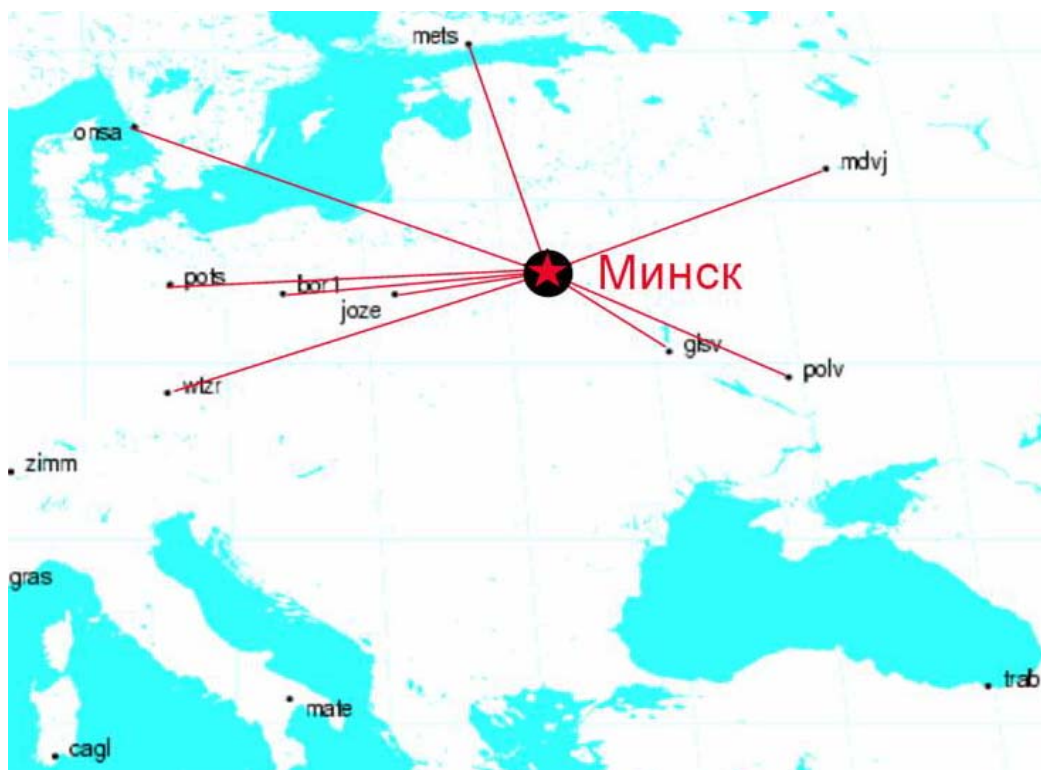 mets
onsa
mdvj
pots
bor1
Минск
joze
glsv
polv
wtzr
zimm
gras
trab
mate
cagl